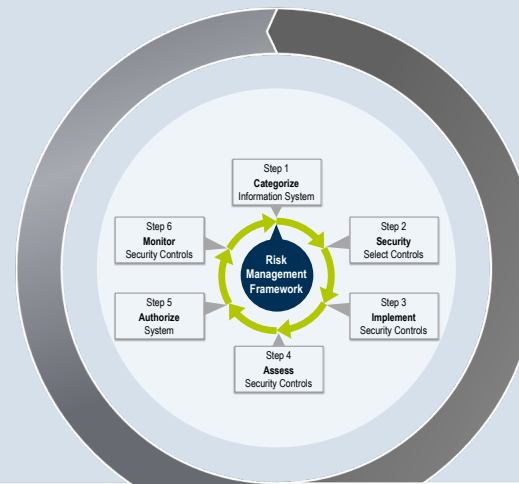 Step 1
Categorize
Information System
Step 2
Security
Select Controls
Step 3
Implement
Security Controls
Step 4
Assess
Security Controls
Step 5
Authorize
System
Step 6
Monitor
Security Controls
Risk
Management
Framework